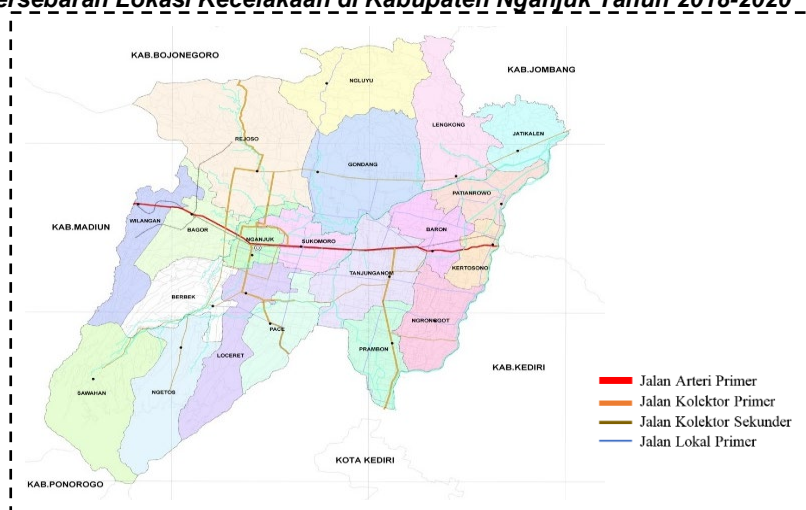 ersebaran Lokasi Kecelakaan di Kabupaten Nganjuk Tahun 2018-2020
KAB.BOJONEGORO
NGLUYU
KAB.JOMBANG
LENGKONG
JATIKALEN
REJOSO
GONDANG
PATIANROWO
WILANGAN
KAB.MADIUN
BAGOR
BARON
NGANJUK
SUKOMORO
KERTOSONO
TANJUNGANOM
BERBEK
NGRONGGOT
PACE
PRAMBON
LOCERET
KAB.KEDIRI
SAWAHAN
NGETOS
Jalan Arteri Primer
Jalan Kolektor Primer
Jalan Kolektor Sekunder
Jalan Lokal Primer
KOTA KEDIRI
KAB.PONOROGO